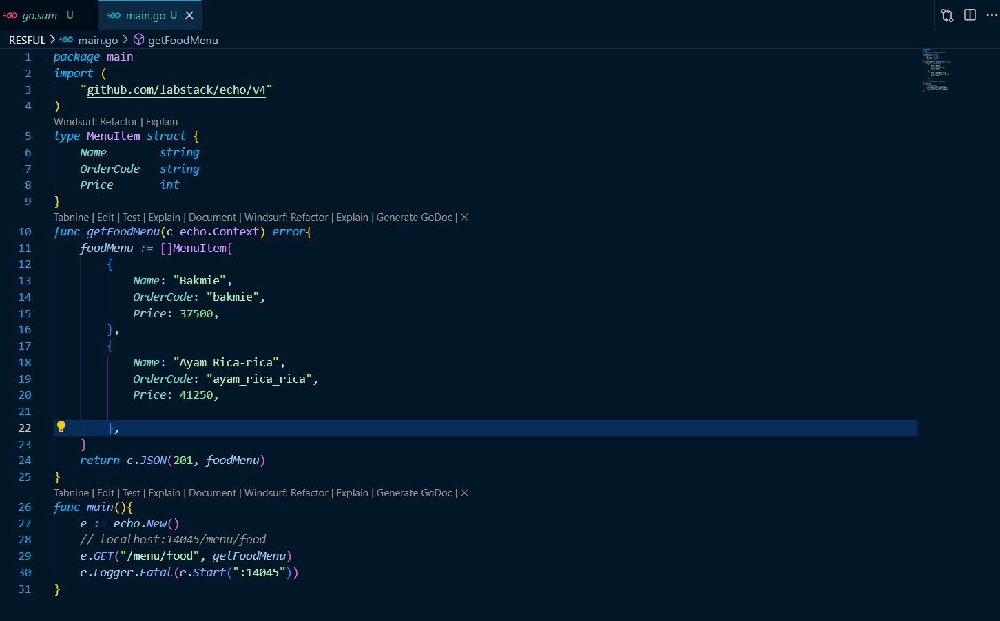 go.sum U main.go U
RESFUL > main.go > getFoodMenu
1 package main
2 import (
3 "github.com/labstack/echo/v4"
4 )
Windsurf: Refactor | Explain
5 type MenuItem struct {
6 Name string
7 OrderCode string
8 Price int
9 }
Tabnine | Edit | Test | Explain | Document | Windsurf: Refactor | Explain | Generate GoDoc | ×
10 func getFoodMenu(c echo.Context) error{
11 foodMenu := []MenuItem{
12 {
13 Name: "Bakmie",
14 OrderCode: "bakmie",
15 Price: 37500,
16 },
17 {
18 Name: "Ayam Rica-rica",
19 OrderCode: "ayam_rica_rica",
20 Price: 41250,
21
22 },
23 }
24 return c.JSON(201, foodMenu)
25 }
Tabnine | Edit | Test | Explain | Document | Windsurf: Refactor | Explain | Generate GoDoc | ×
26 func main(){
27 e := echo.New()
28 // localhost:14045/menu/food
29 e.GET("/menu/food", getFoodMenu)
30 e.Logger.Fatal(e.Start(":14045"))
31 }